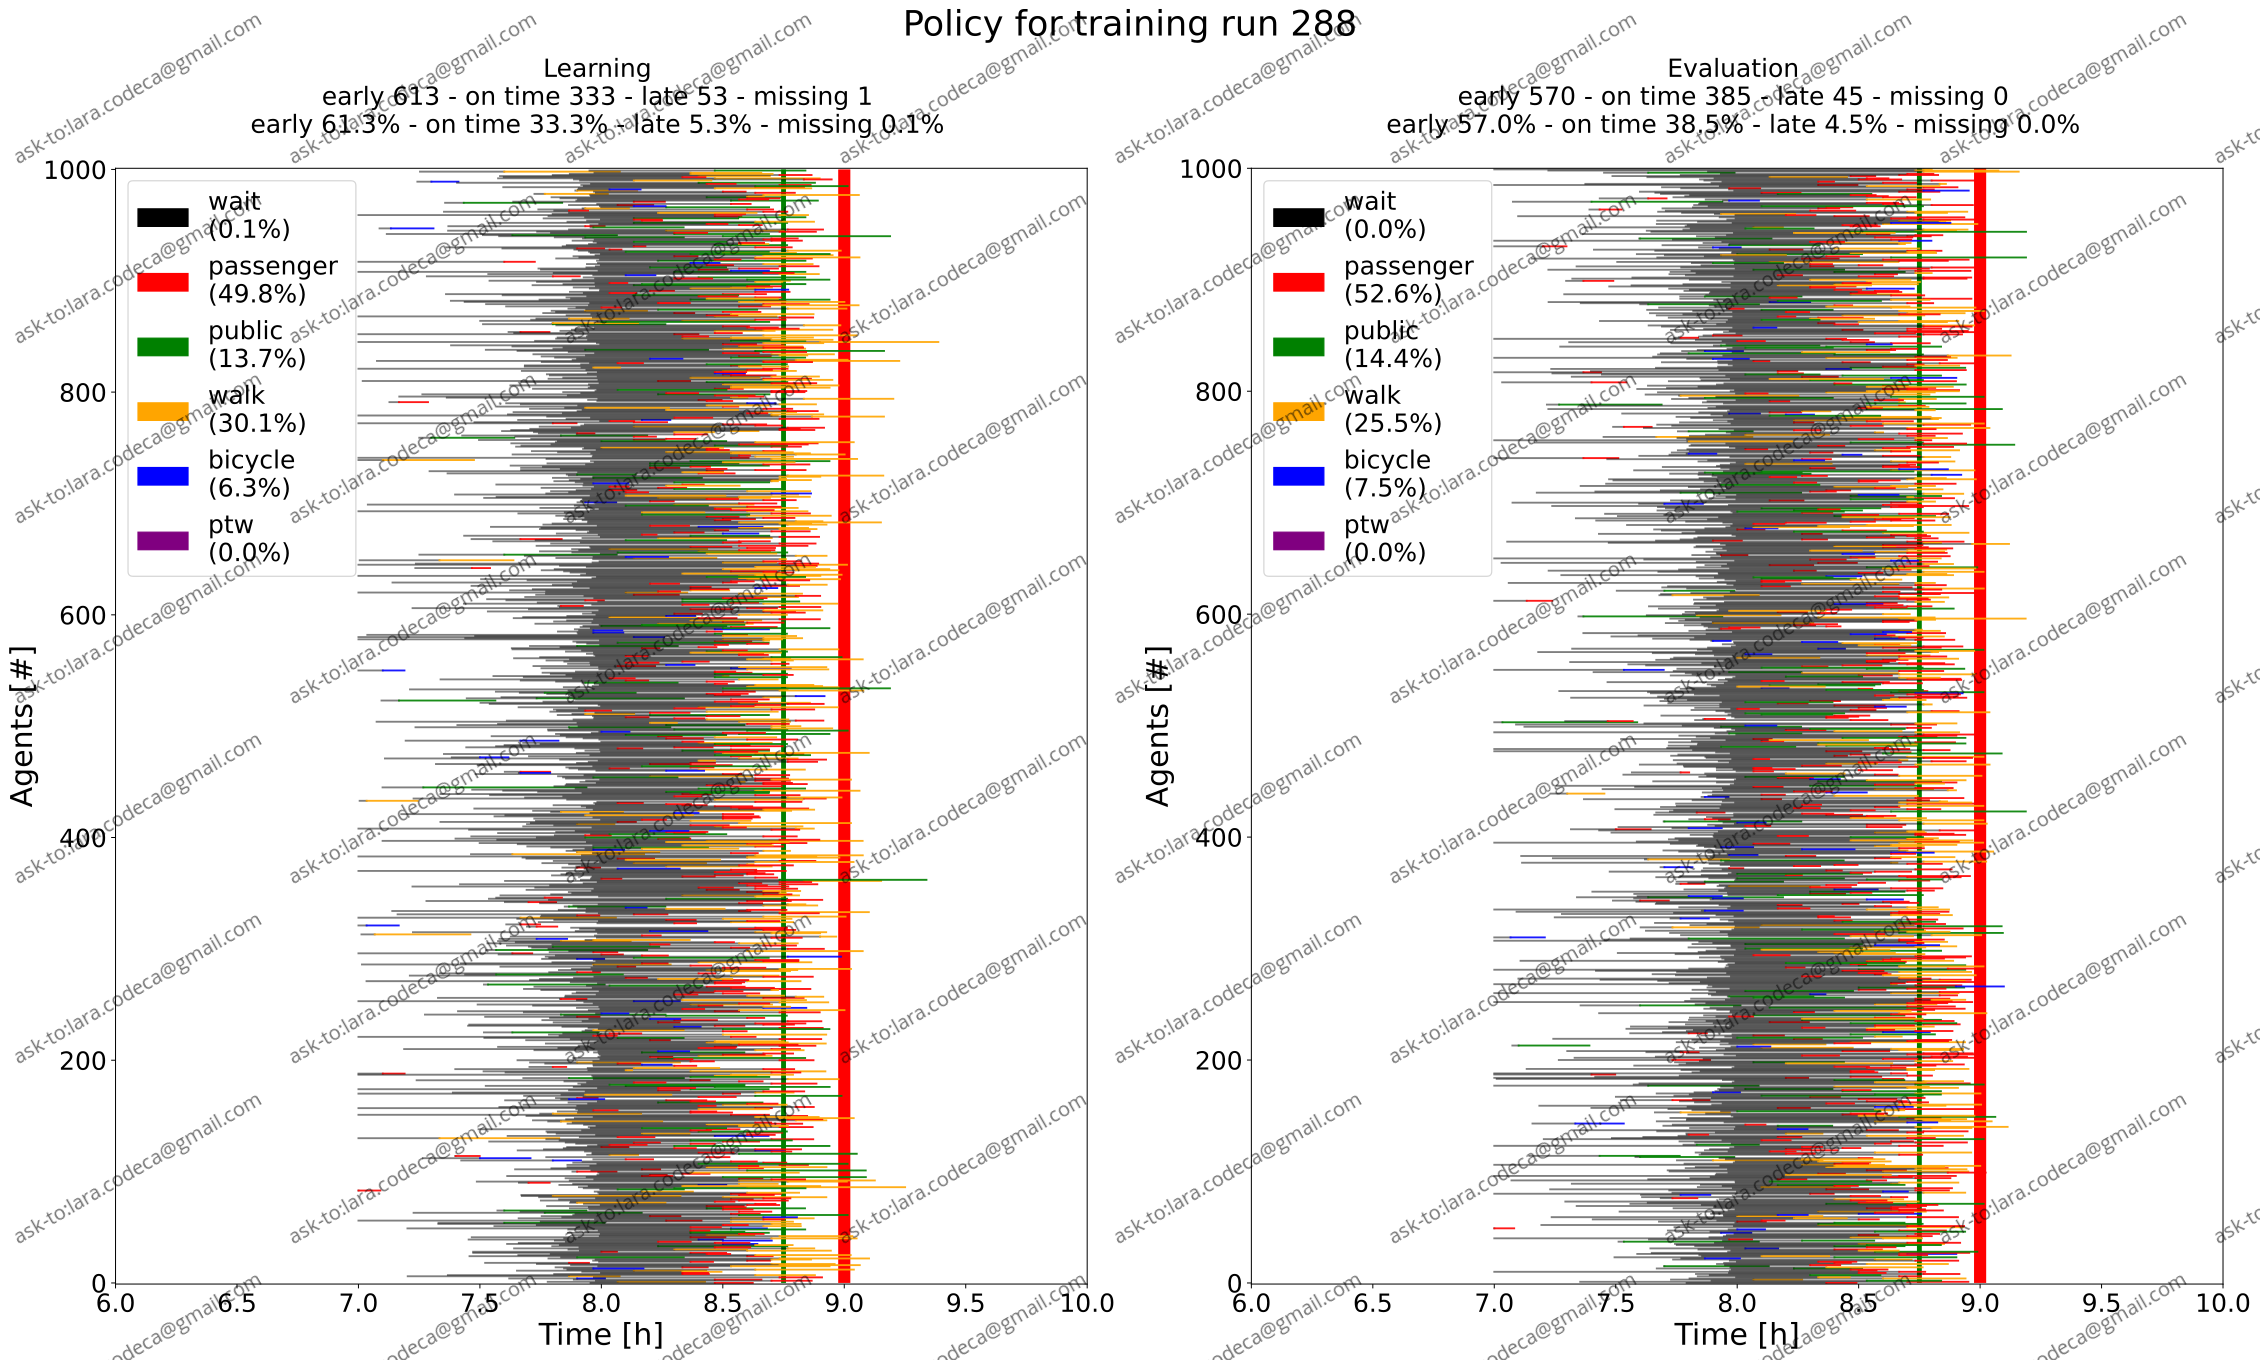 Policy for training run 288
Learning
early 613 - on time 333 - late 53 - missing 1
early 61.3% - on time 33.3% - late 5.3% - missing 0.1%
1000
800
600
400
200
0
Agents [#]
wait
(0.1%)
passenger
(49.8%)
public
(13.7%)
walk
(30.1%)
bicycle
(6.3%)
ptw
(0.0%)
6.0 6.5 7.0 7.5 8.0 8.5 9.0 9.5 10.0
Time [h]
Evaluation
early 570 - on time 385 - late 45 - missing 0
early 57.0% - on time 38.5% - late 4.5% - missing 0.0%
1000
800
600
400
200
0
Agents [#]
wait
(0.0%)
passenger
(52.6%)
public
(14.4%)
walk
(25.5%)
bicycle
(7.5%)
ptw
(0.0%)
6.0 6.5 7.0 7.5 8.0 8.5 9.0 9.5 10.0
Time [h]
ask-to:lara.codeca@gmail.com